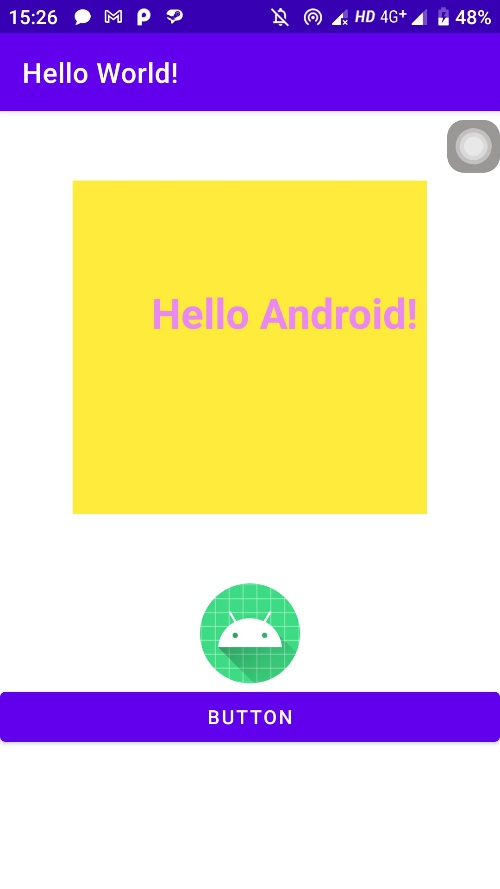 15:26 HD 4G+ 48%
Hello World!
Hello Android!
BUTTON